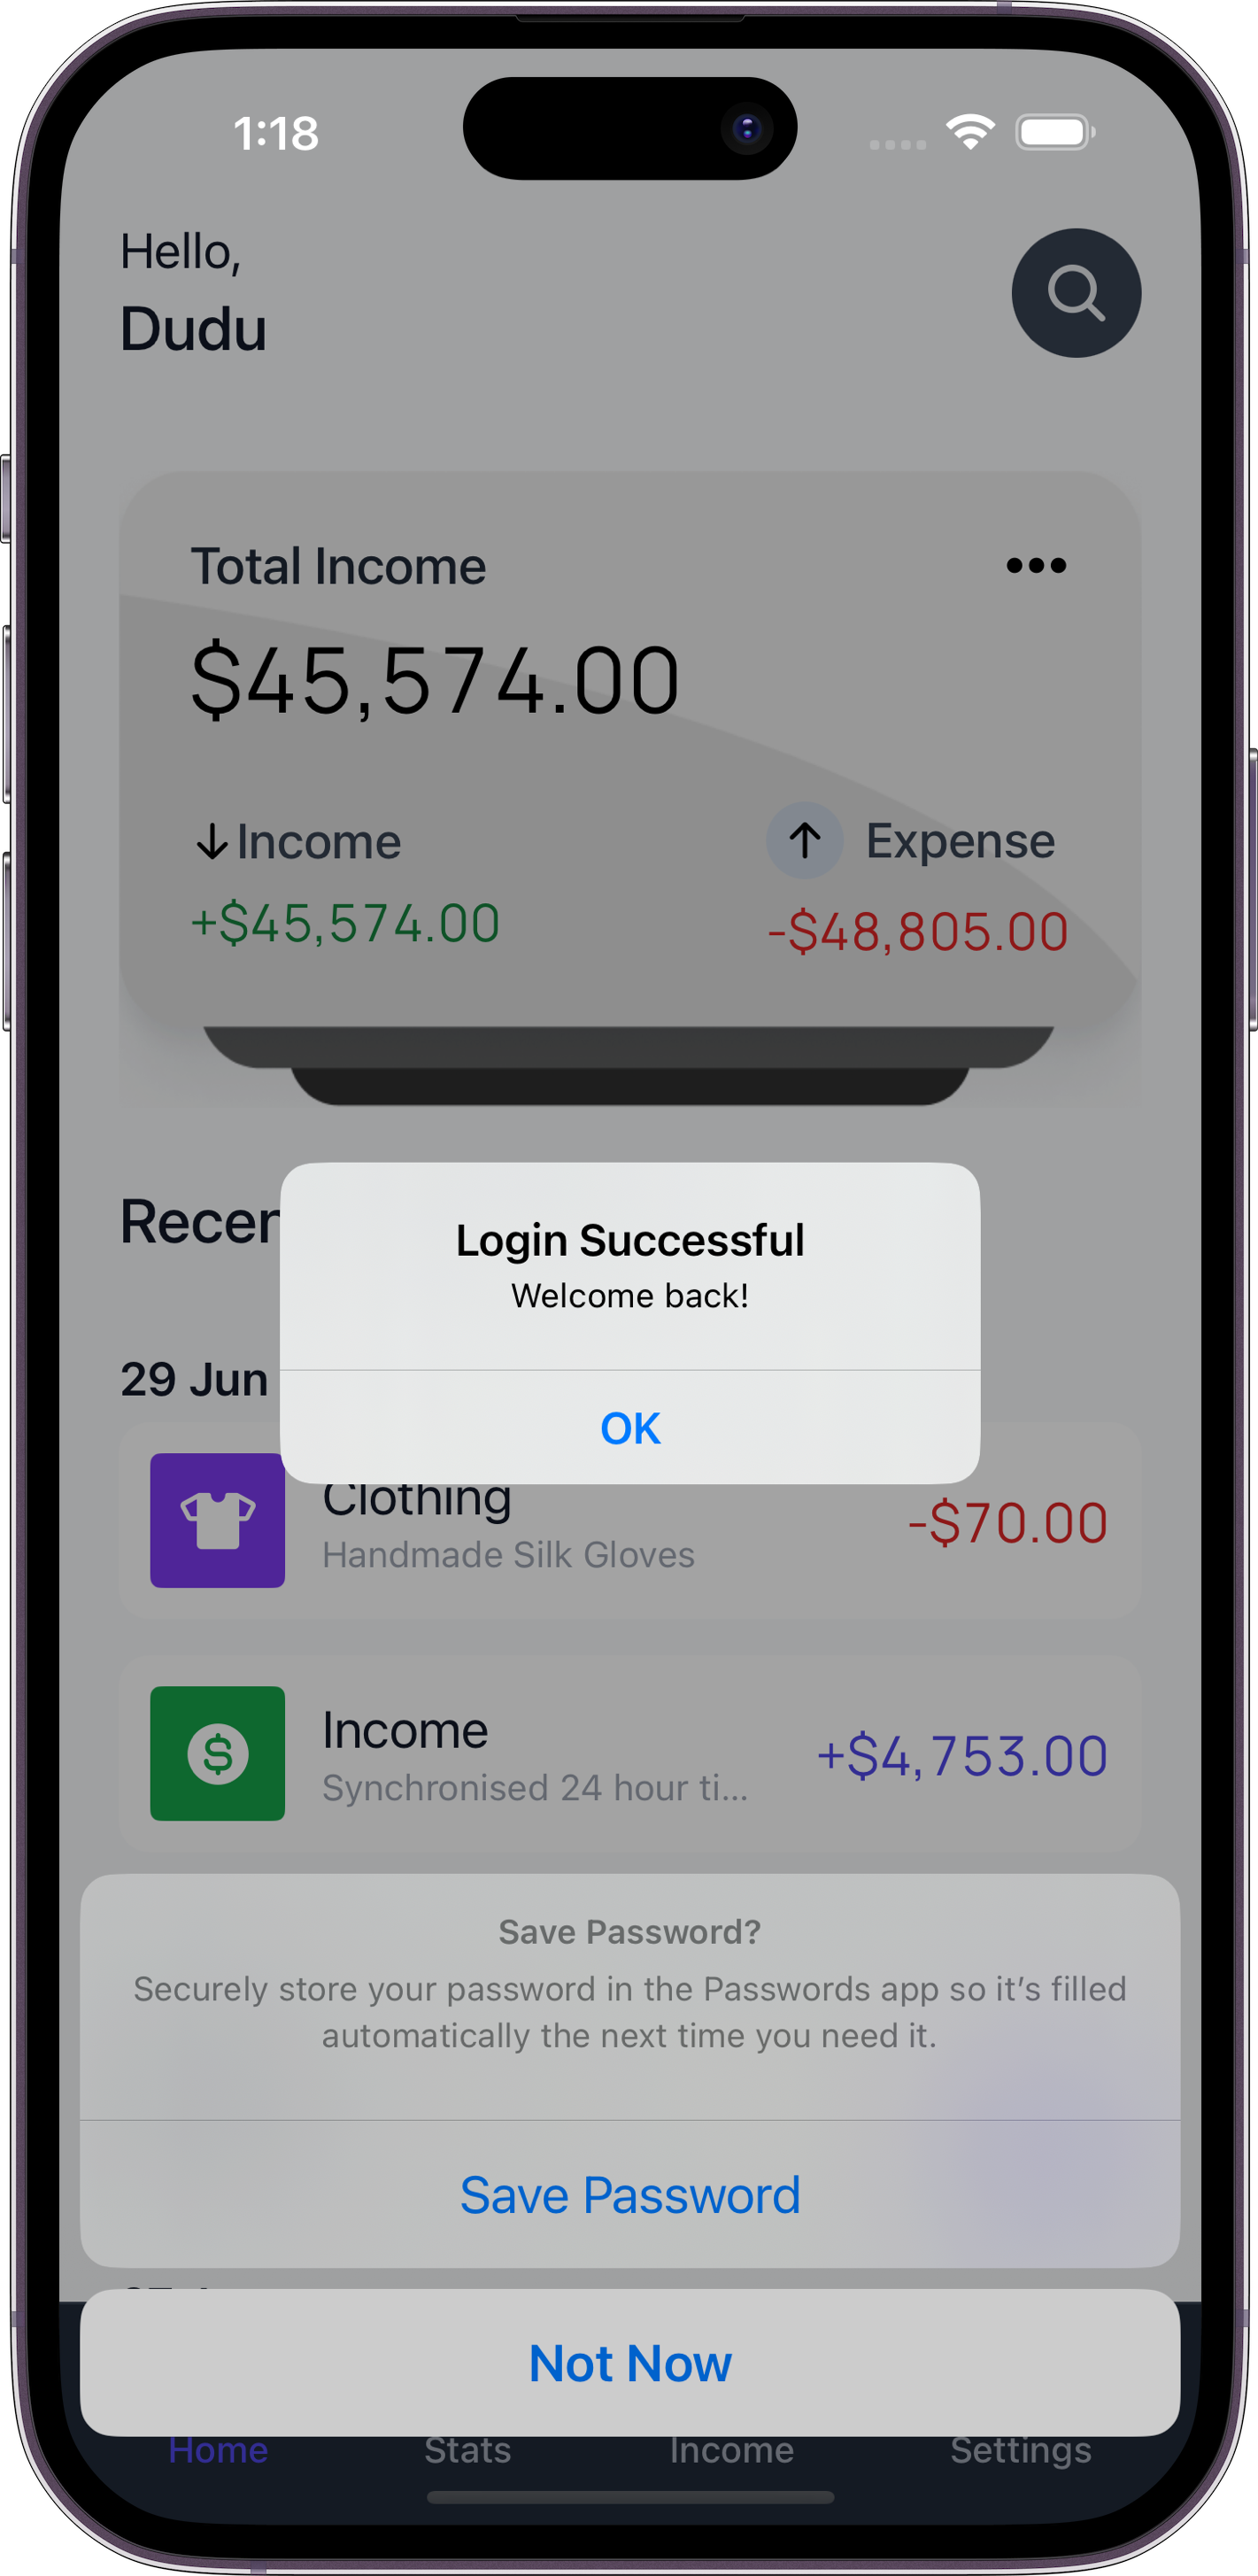 1:18
Hello,
Dudu
Total Income
$45,574.00
Income
Expense
+$45,574.00
-$48,805.00
Recen
Login Successful
Welcome back!
OK
29 Jun
Clothing
Handmade Silk Gloves
-$70.00
Income
Synchronised 24 hour ti...
+$4,753.00
Save Password?
Securely store your password in the Passwords app so it's filled
automatically the next time you need it.
Save Password
Not Now
Home
Stats
Income
Settings